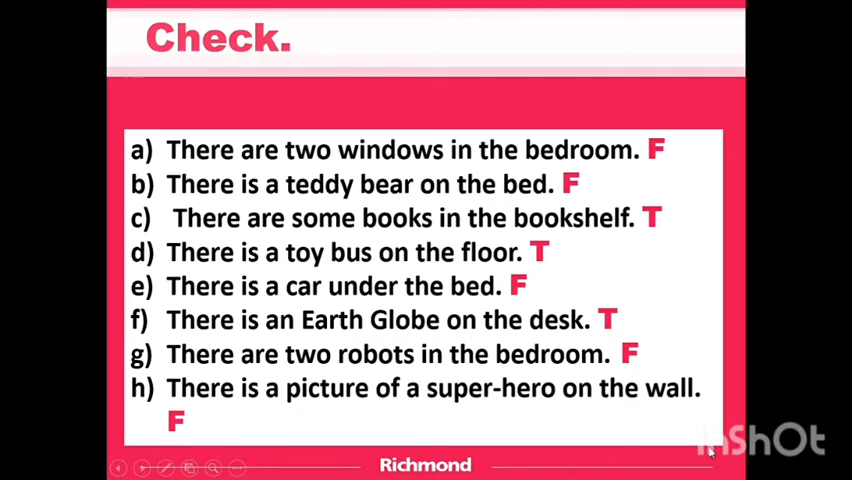 Check.
a) There are two windows in the bedroom. F
b) There is a teddy bear on the bed. F
c) There are some books in the bookshelf. T
d) There is a toy bus on the floor. T
e) There is a car under the bed. F
f) There is an Earth Globe on the desk. T
g) There are two robots in the bedroom. F
h) There is a picture of a super-hero on the wall.
F
InShOt
Richmond